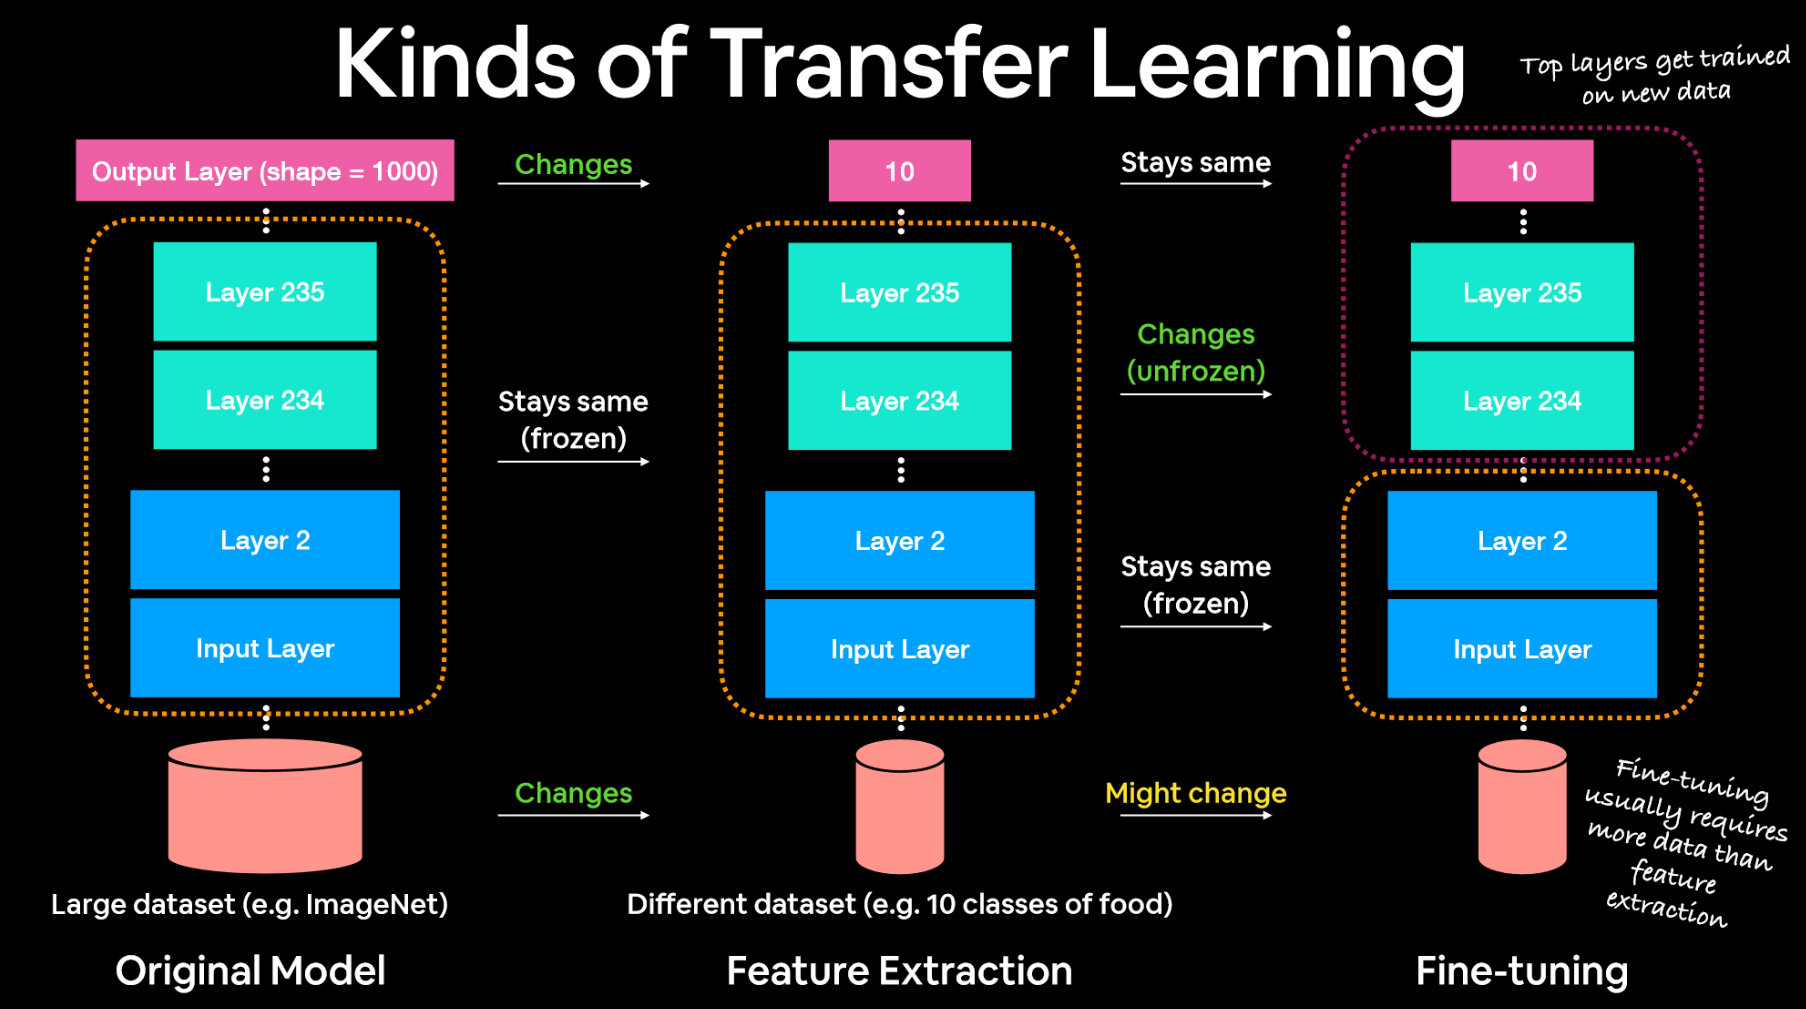 Kinds of Transfer Learning
Top layers get trained
on new data
Output Layer (shape = 1000)
Changes
10
Stays same
10
Layer 235
Layer 235
Layer 235
Layer 234
Stays same
(frozen)
Layer 234
Changes
(unfrozen)
Layer 234
Layer 2
Layer 2
Stays same
(frozen)
Layer 2
Input Layer
Input Layer
Input Layer
Changes
Might change
Fine-tuning
usually requires
more data than
feature
extraction
Large dataset (e.g. ImageNet)
Different dataset (e.g. 10 classes of food)
Original Model
Feature Extraction
Fine-tuning